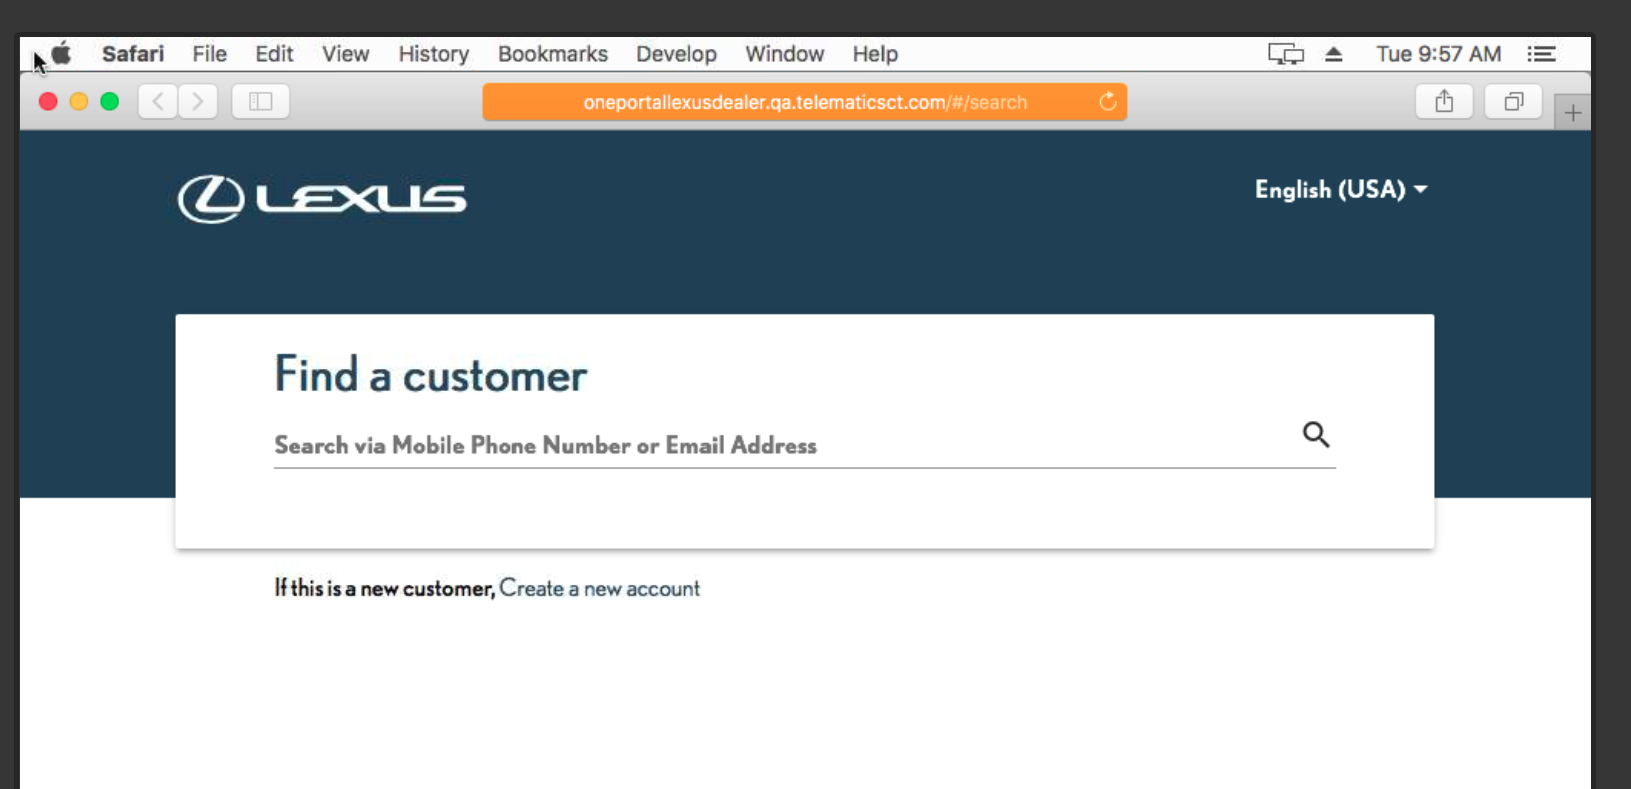 Safari File Edit View History Bookmarks Develop Window Help Tue 9:57 AM
oneportallexusdealer.qa.telematicsct.com/#/search
LEXUS
English (USA)
Find a customer
Search via Mobile Phone Number or Email Address
If this is a new customer, Create a new account